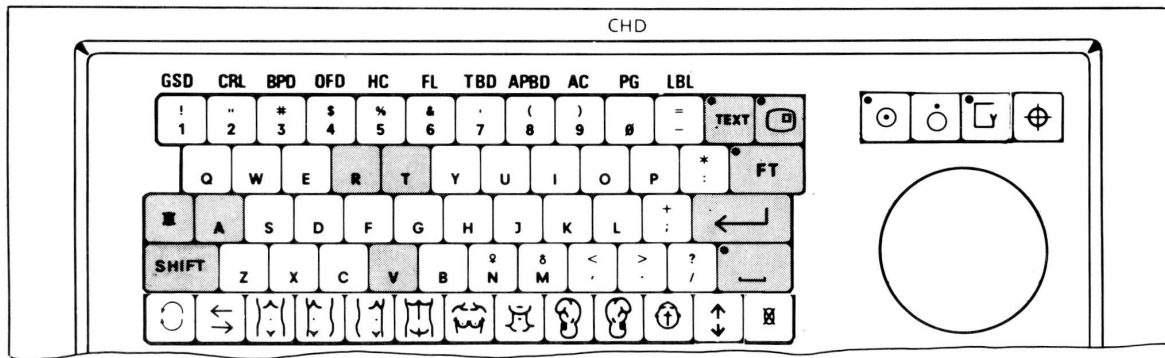 CHD
GSD CRL BPD OFD HC FL TBD APBD AC PG LBL
! " # $ % & ' ( ) =
1 2 3 4 5 6 7 8 9 Ø - TEXT
Q W E R T Y U I O P * : FT
A S D F G H J K L + ;
SHIFT Z X C V B ♀ N δ M < , > . ? /